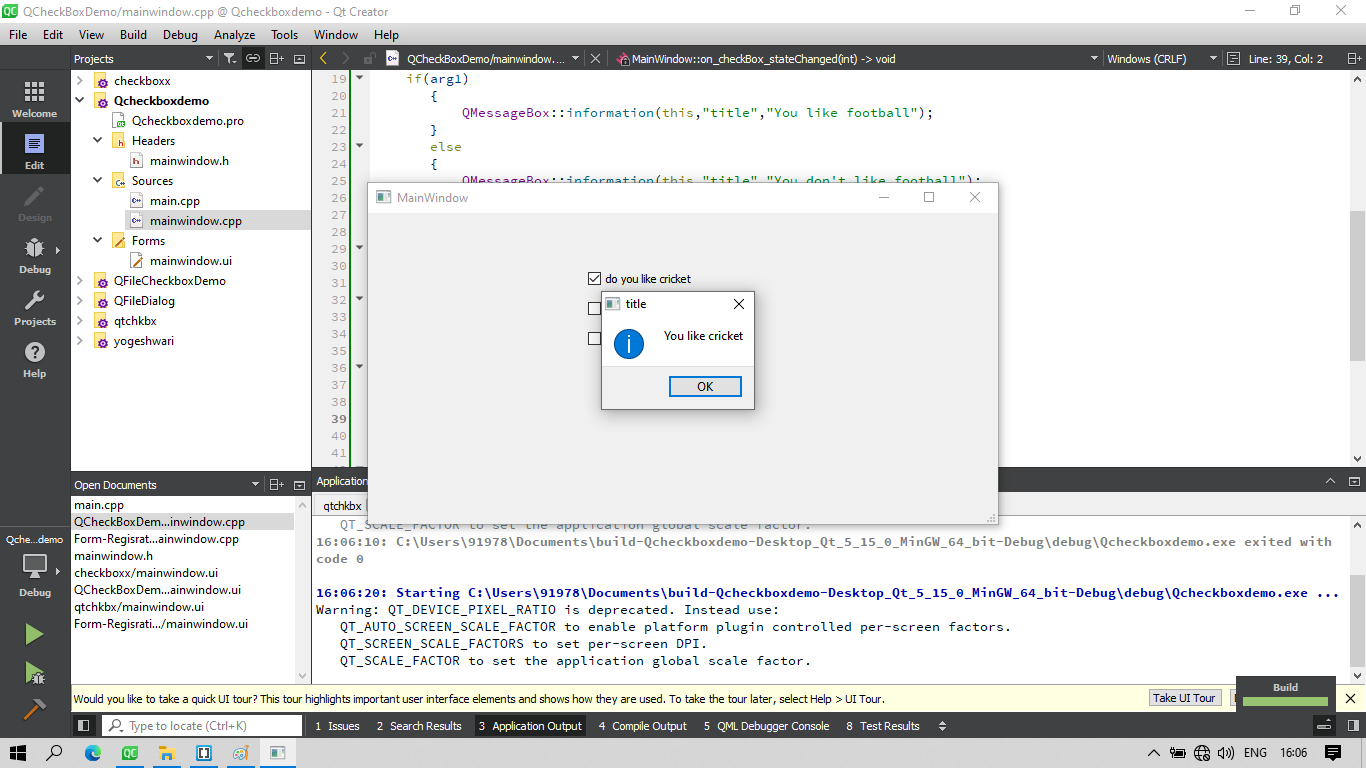 QCheckBoxDemo/mainwindow.cpp @ Qcheckboxdemo - Qt Creator
File Edit View Build Debug Analyze Tools Window Help
Projects
QCheckBoxDemo/mainwindow....
MainWindow::on_checkBox_stateChanged(int) -> void
Windows (CRLF)
Line: 39, Col: 2
Welcome
Edit
Design
Debug
Projects
Help
checkboxx
Qcheckboxdemo
Qcheckboxdemo.pro
Headers
mainwindow.h
Sources
main.cpp
mainwindow.cpp
Forms
mainwindow.ui
QFileCheckboxDemo
QFileDialog
qtchkbx
yogeshwari
19 if(arg1)
20 {
21 QMessageBox::information(this,"title","You like football");
22 }
23 else
24 {
25 QMessageBox::information(this,"title","You don't like football");
26
27
28
29
30
31
32
33
34
35
36
37
38
39
40
41
MainWindow
do you like cricket
title
You like cricket
OK
Open Documents
main.cpp
QCheckBoxDem...inwindow.cpp
Form-Regisrat...ainwindow.cpp
mainwindow.h
checkboxx/mainwindow.ui
QCheckBoxDem...ainwindow.ui
qtchkbx/mainwindow.ui
Form-Regisrati.../mainwindow.ui
Qche...demo
Debug
Application
qtchkbx
QT_SCALE_FACTOR to set the application global scale factor.
16:06:10: C:\Users\91978\Documents\build-Qcheckboxdemo-Desktop_Qt_5_15_0_MinGW_64_bit-Debug\debug\Qcheckboxdemo.exe exited with
code 0
16:06:20: Starting C:\Users\91978\Documents\build-Qcheckboxdemo-Desktop_Qt_5_15_0_MinGW_64_bit-Debug\debug\Qcheckboxdemo.exe ...
Warning: QT_DEVICE_PIXEL_RATIO is deprecated. Instead use:
QT_AUTO_SCREEN_SCALE_FACTOR to enable platform plugin controlled per-screen factors.
QT_SCREEN_SCALE_FACTORS to set per-screen DPI.
QT_SCALE_FACTOR to set the application global scale factor.
Would you like to take a quick UI tour? This tour highlights important user interface elements and shows how they are used. To take the tour later, select Help > UI Tour.
Take UI Tour
Build
Type to locate (Ctrl+K)
1 Issues 2 Search Results 3 Application Output 4 Compile Output 5 QML Debugger Console 8 Test Results
ENG 16:06